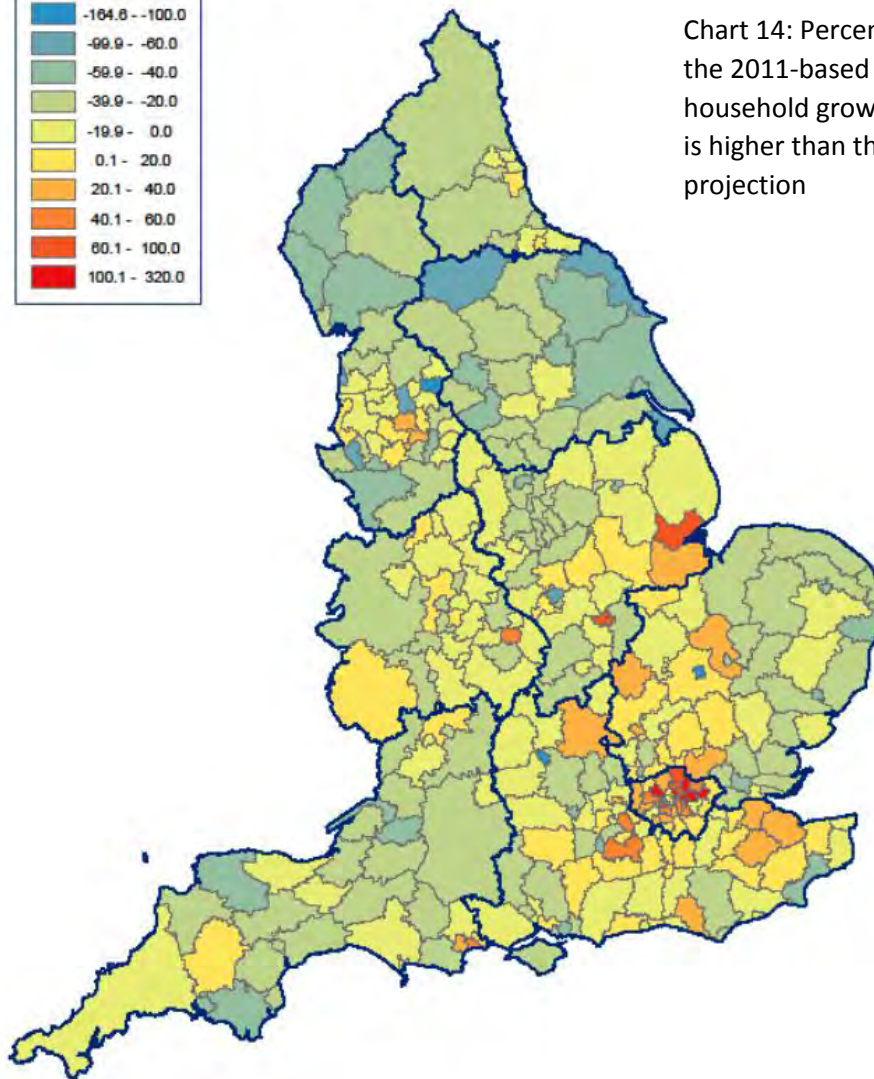 -164.6 - -100.0
-99.9 - -60.0
-59.9 - -40.0
-39.9 - -20.0
-19.9 - 0.0
0.1 - 20.0
20.1 - 40.0
40.1 - 60.0
60.1 - 100.0
100.1 - 320.0
Chart 14: Percen
the 2011-based
household grow
is higher than th
projection